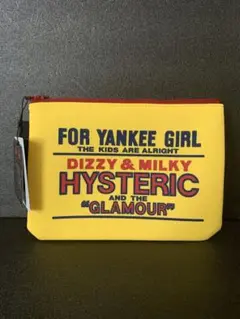 FOR YANKEE GIRL
THE KIDS ARE ALRIGHT
DIZZY & MILKY
HYSTERIC
AND THE
"GLAMOUR"